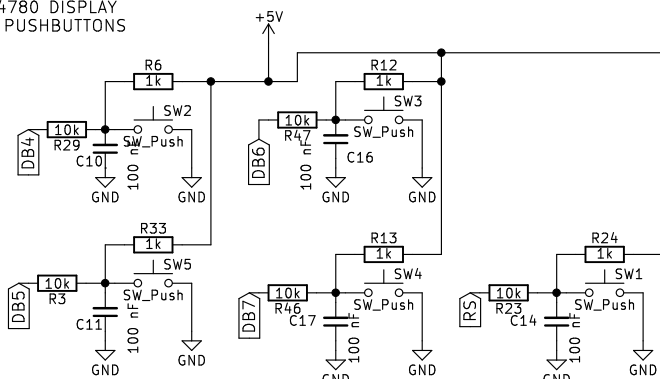 4780 DISPLAY
PUSHBUTTONS
+5V
R6
1k
SW2
SW_Push
10k
R29
DB4
C10
100 nF
GND
GND
R12
1k
SW3
SW_Push
10k
R47
DB6
C16
100 nF
GND
GND
R33
1k
SW5
SW_Push
10k
R3
DB5
C11
100 nF
GND
GND
R13
1k
SW4
SW_Push
10k
R46
DB7
C17
100 nF
GND
GND
R24
1k
SW1
SW_Push
10k
R23
RS
C14
100 nF
GND
GND